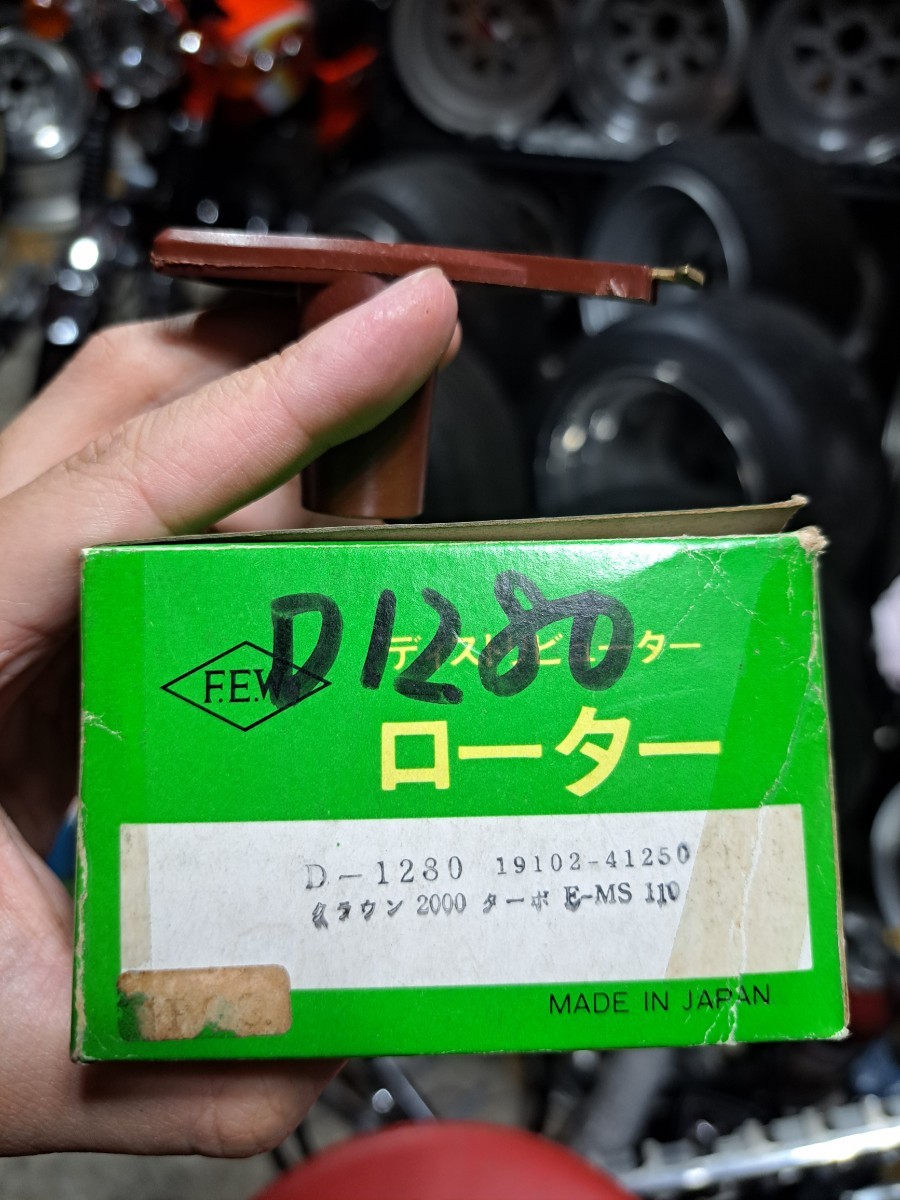 D1280
F.E.W.
ディストリビューター
ローター
D-1280 19102-41250
クラウン 2000 ターボ E-MS 110
MADE IN JAPAN